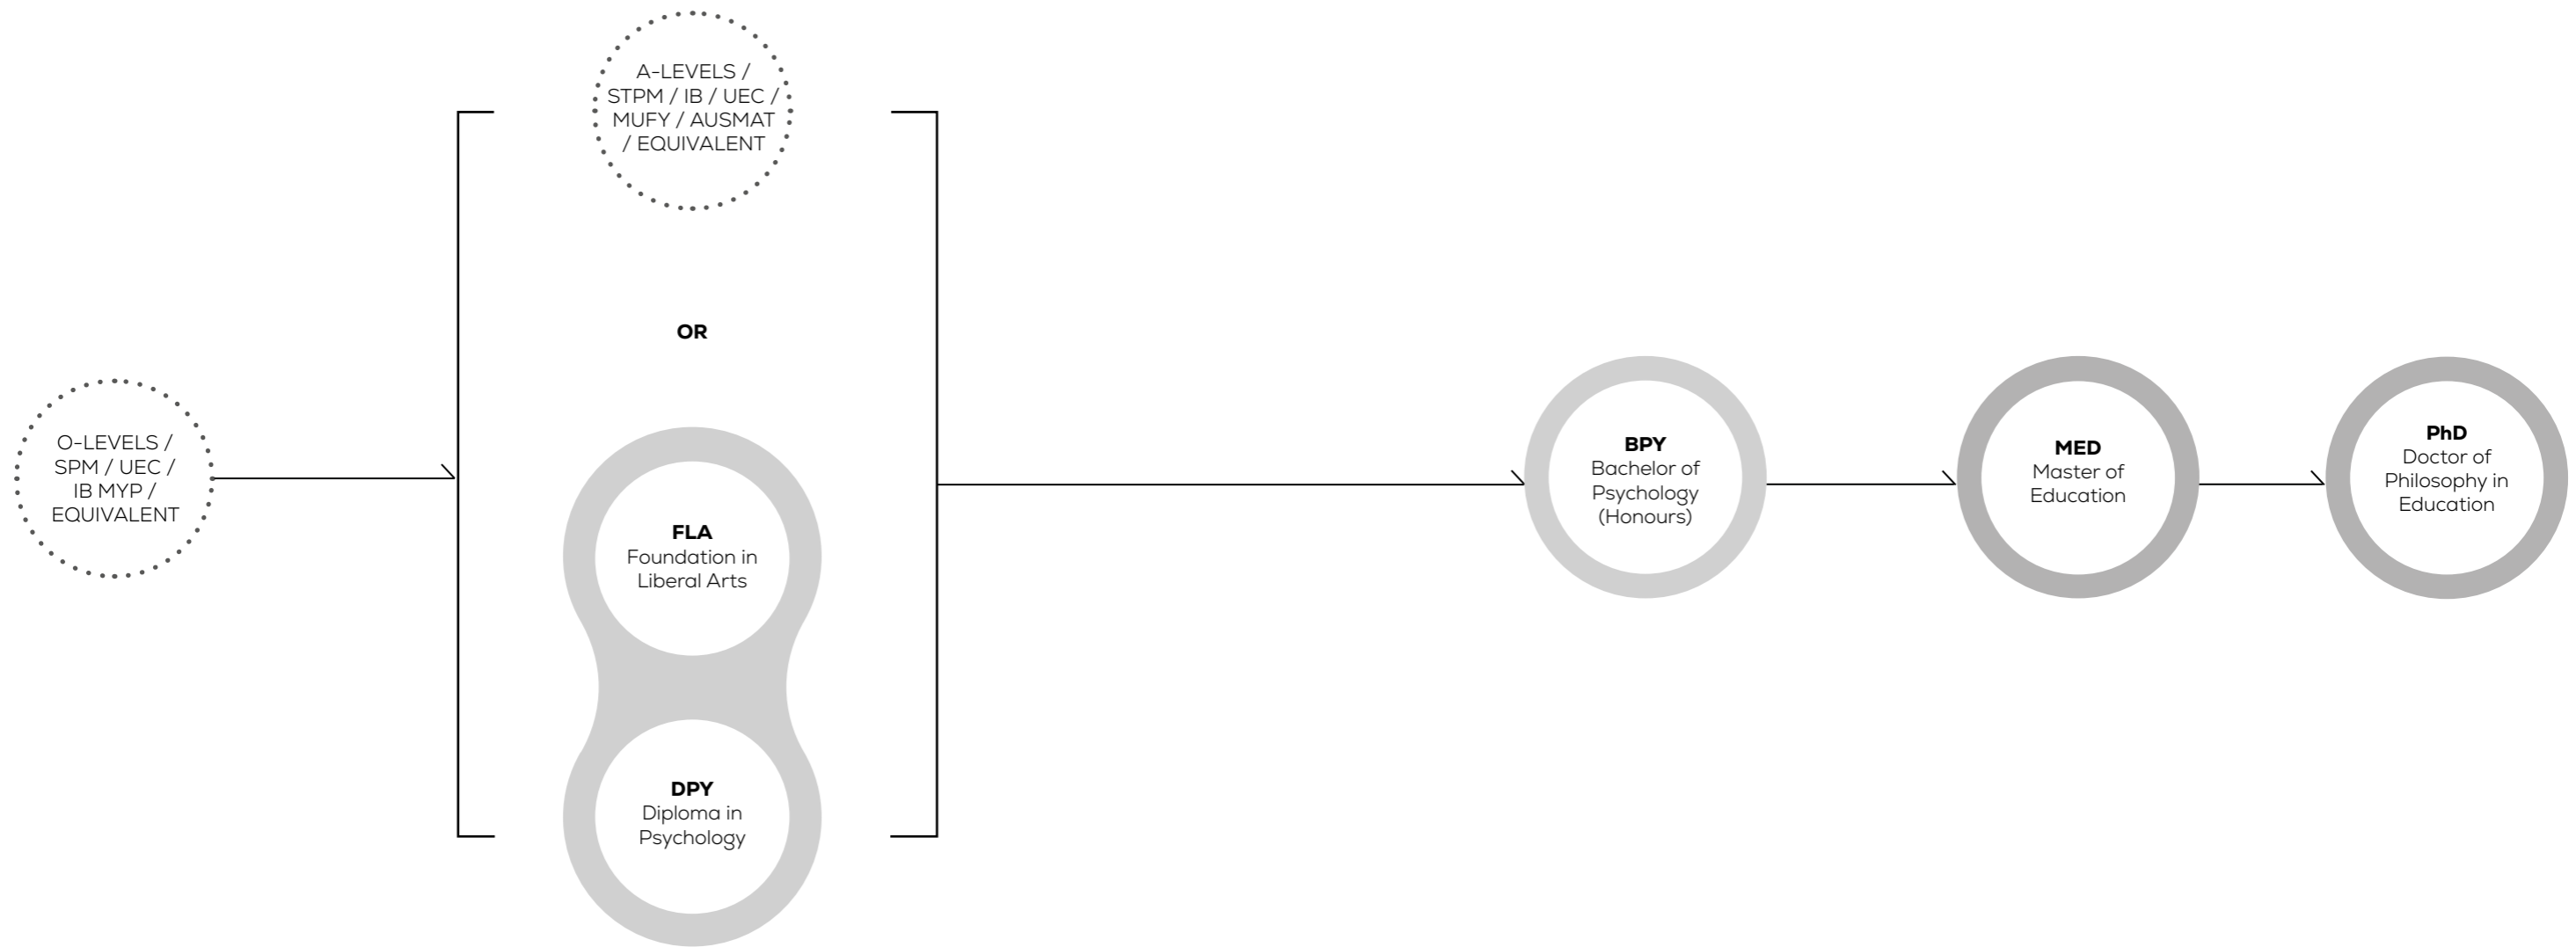 O-LEVELS /
SPM / UEC /
IB MYP /
EQUIVALENT
A-LEVELS /
STPM / IB / UEC /
MUFY / AUSMAT
/ EQUIVALENT
OR
FLA
Foundation in
Liberal Arts
DPY
Diploma in
Psychology
BPY
Bachelor of
Psychology
(Honours)
MED
Master of
Education
PhD
Doctor of
Philosophy in
Education